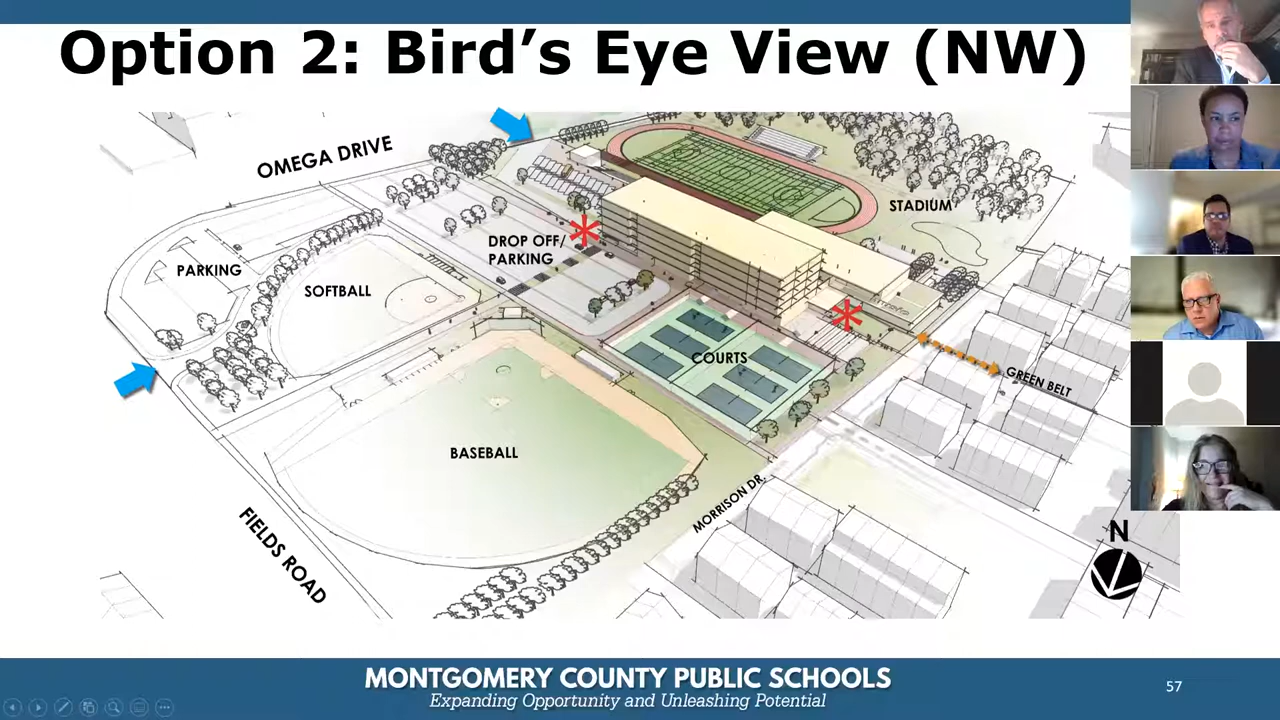 Option 2: Bird’s Eye View (NW)
OMEGA DRIVE
STADIUM
DROP OFF/
PARKING
PARKING
SOFTBALL
COURTS
GREEN BELT
BASEBALL
MORRISON DR.
FIELDS ROAD
N
MONTGOMERY COUNTY PUBLIC SCHOOLS
Expanding Opportunity and Unleashing Potential
57